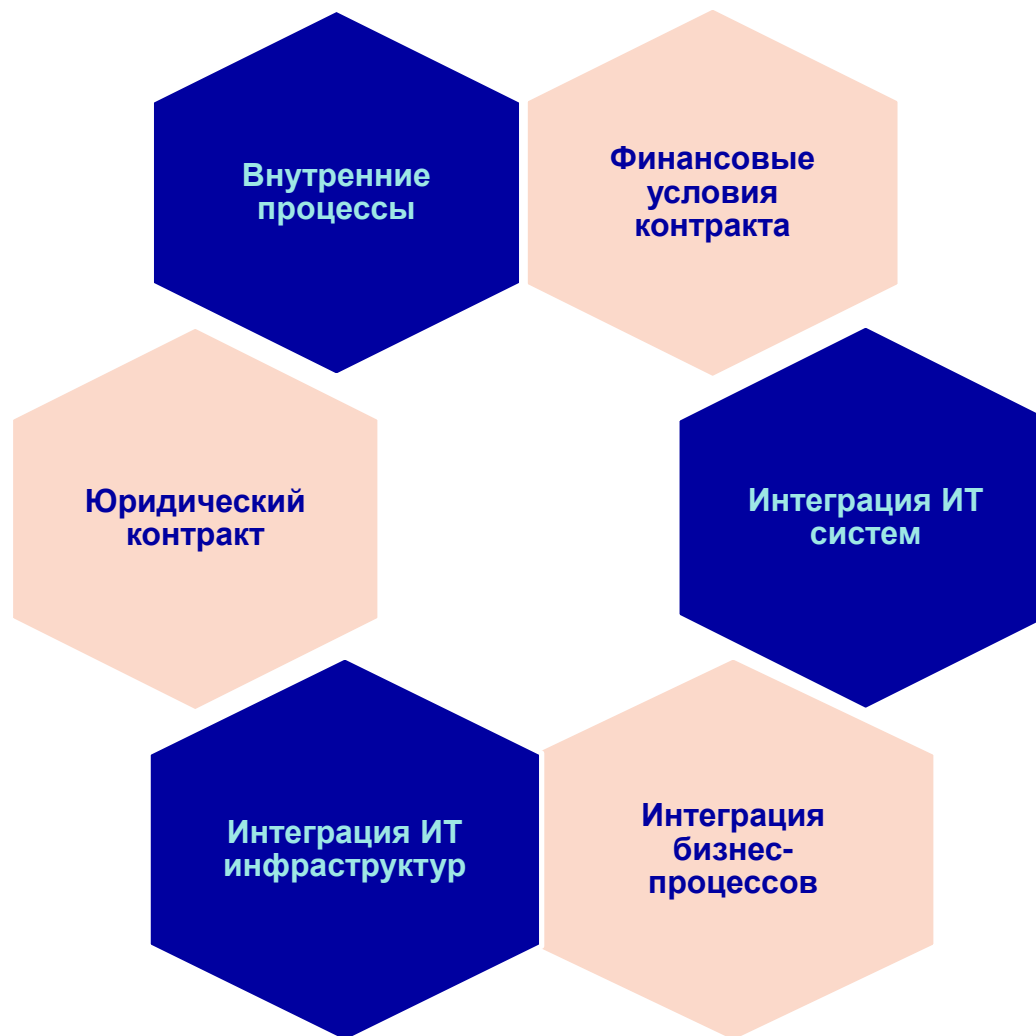 Внутренние
процессы
Финансовые
условия
контракта
Юридический
контракт
Интеграция ИТ
систем
Интеграция ИТ
инфраструктур
Интеграция
бизнес-
процессов